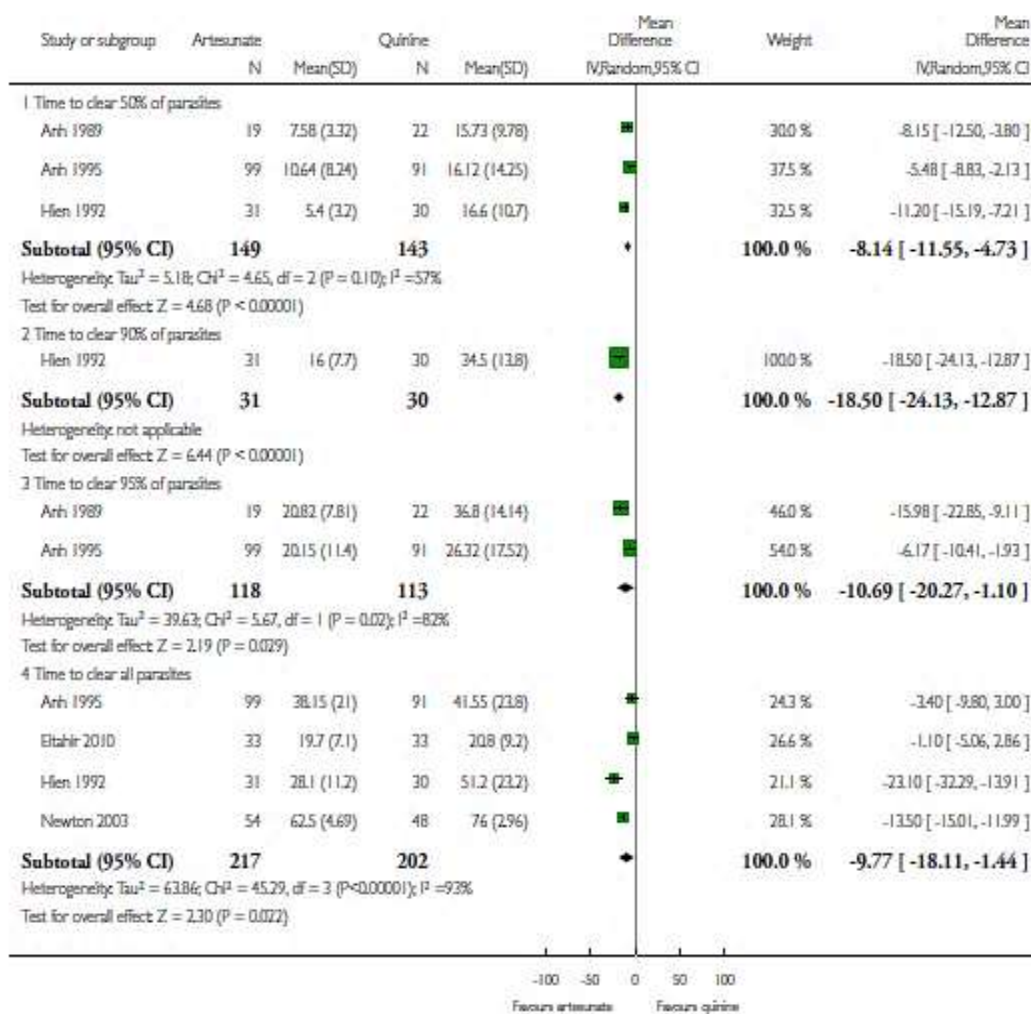 Study or subgroup Artesunate Quinine Mean Difference Weight Mean Difference
N Mean(SD) N Mean(SD) IV,Random,95% CI IV,Random,95% CI
1 Time to clear 50% of parasites
Anh 1989 19 7.58 (3.32) 22 15.73 (9.78) 30.0 % -8.15 [ -12.50, -3.80 ]
Anh 1995 99 10.64 (8.24) 91 16.12 (14.25) 37.5 % -5.48 [ -8.83, -2.13 ]
Hien 1992 31 5.4 (3.2) 30 16.6 (10.7) 32.5 % -11.20 [ -15.19, -7.21 ]
Subtotal (95% CI) 149 143 100.0 % -8.14 [ -11.55, -4.73 ]
Heterogeneity: Tau² = 5.18; Chi² = 4.65, df = 2 (P = 0.10); I² =57%
Test for overall effect: Z = 4.68 (P < 0.00001)
2 Time to clear 90% of parasites
Hien 1992 31 16 (7.7) 30 34.5 (13.8) 100.0 % -18.50 [ -24.13, -12.87 ]
Subtotal (95% CI) 31 30 100.0 % -18.50 [ -24.13, -12.87 ]
Heterogeneity: not applicable
Test for overall effect: Z = 6.44 (P < 0.00001)
3 Time to clear 95% of parasites
Anh 1989 19 20.82 (7.81) 22 36.8 (14.14) 46.0 % -15.98 [ -22.85, -9.11 ]
Anh 1995 99 20.15 (11.4) 91 26.32 (17.52) 54.0 % -6.17 [ -10.41, -1.93 ]
Subtotal (95% CI) 118 113 100.0 % -10.69 [ -20.27, -1.10 ]
Heterogeneity: Tau² = 39.63; Chi² = 5.67, df = 1 (P = 0.02); I² =82%
Test for overall effect: Z = 2.19 (P = 0.029)
4 Time to clear all parasites
Anh 1995 99 38.15 (21) 91 41.55 (23.8) 24.3 % -3.40 [ -9.80, 3.00 ]
Eltahir 2010 33 19.7 (7.1) 33 20.8 (9.2) 26.6 % -1.10 [ -5.06, 2.86 ]
Hien 1992 31 28.1 (11.2) 30 51.2 (23.2) 21.1 % -23.10 [ -32.29, -13.91 ]
Newton 2003 54 62.5 (4.69) 48 76 (2.96) 28.1 % -13.50 [ -15.01, -11.99 ]
Subtotal (95% CI) 217 202 100.0 % -9.77 [ -18.11, -1.44 ]
Heterogeneity: Tau² = 63.86; Chi² = 45.29, df = 3 (P<0.00001); I² =93%
Test for overall effect: Z = 2.30 (P = 0.022)
-100 -50 0 50 100
Favours artesunate Favours quinine